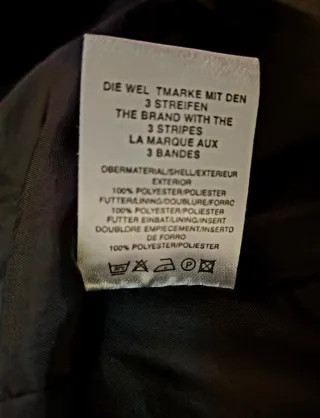 DIE WEL TMARKE MIT DEN
3 STREIFEN
THE BRAND WITH THE
3 STRIPES
LA MARQUE AUX
3 BANDES
OBERMATERIAL/SHELL/EXTERIEUR
EXTERIOR
100% POLYESTER/POLIESTER
FUTTER/LINING/DOUBLURE/FORRO
100% POLYESTER/POLIESTER
FUTTER EINBAT/LINING/INSERT
DOUBLORE EMPIECEMENT/INSERTO
DE FORRO
100% POLYESTER/POLIESTER
P